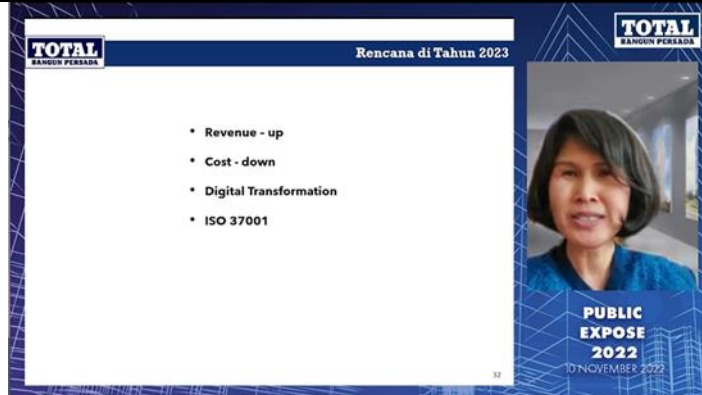 TOTAL
BANGUN PERSADA
Rencana di Tahun 2023
• Revenue - up
• Cost - down
• Digital Transformation
• ISO 37001
32
TOTAL
BANGUN PERSADA
PUBLIC
EXPOSE
2022
10 NOVEMBER 2022